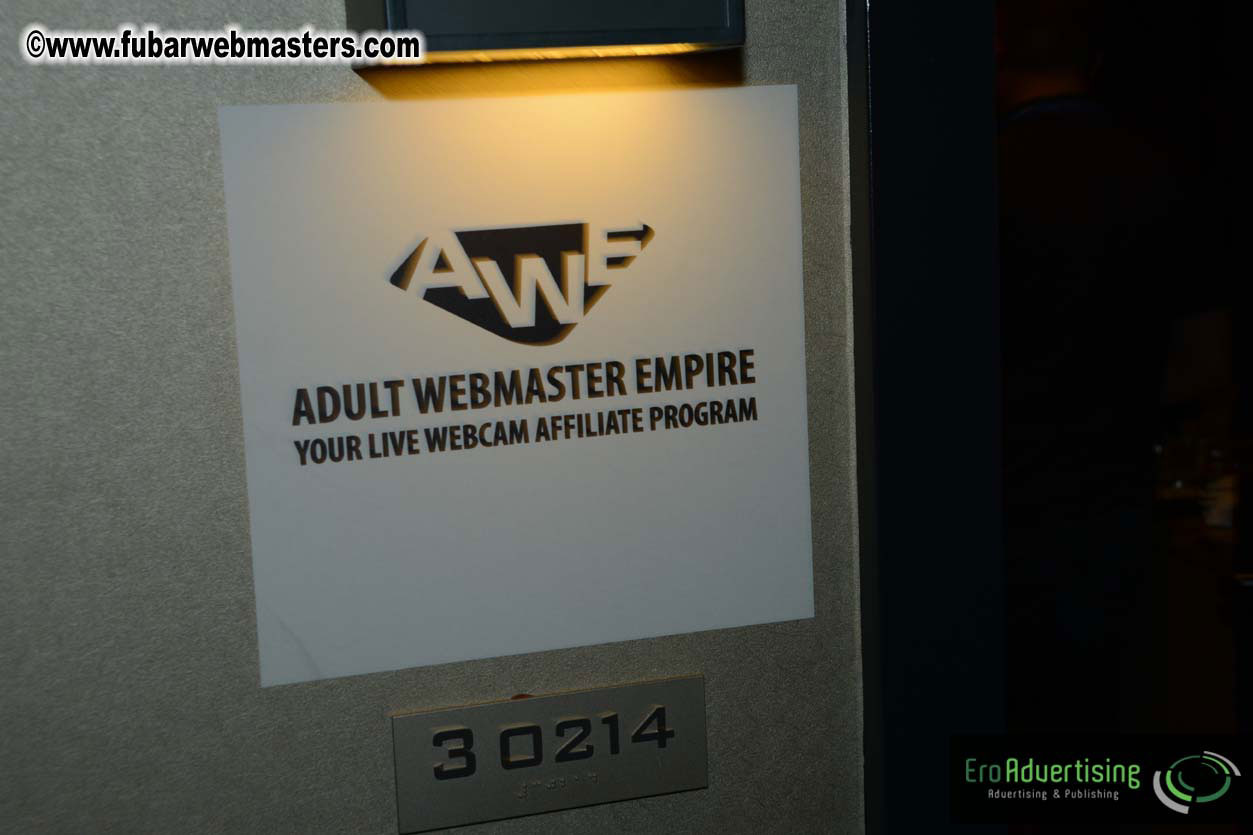 ©www.fubarwebmasters.com
AWE
ADULT WEBMASTER EMPIRE
YOUR LIVE WEBCAM AFFILIATE PROGRAM
30214
EroAdvertising
Advertising & Publishing